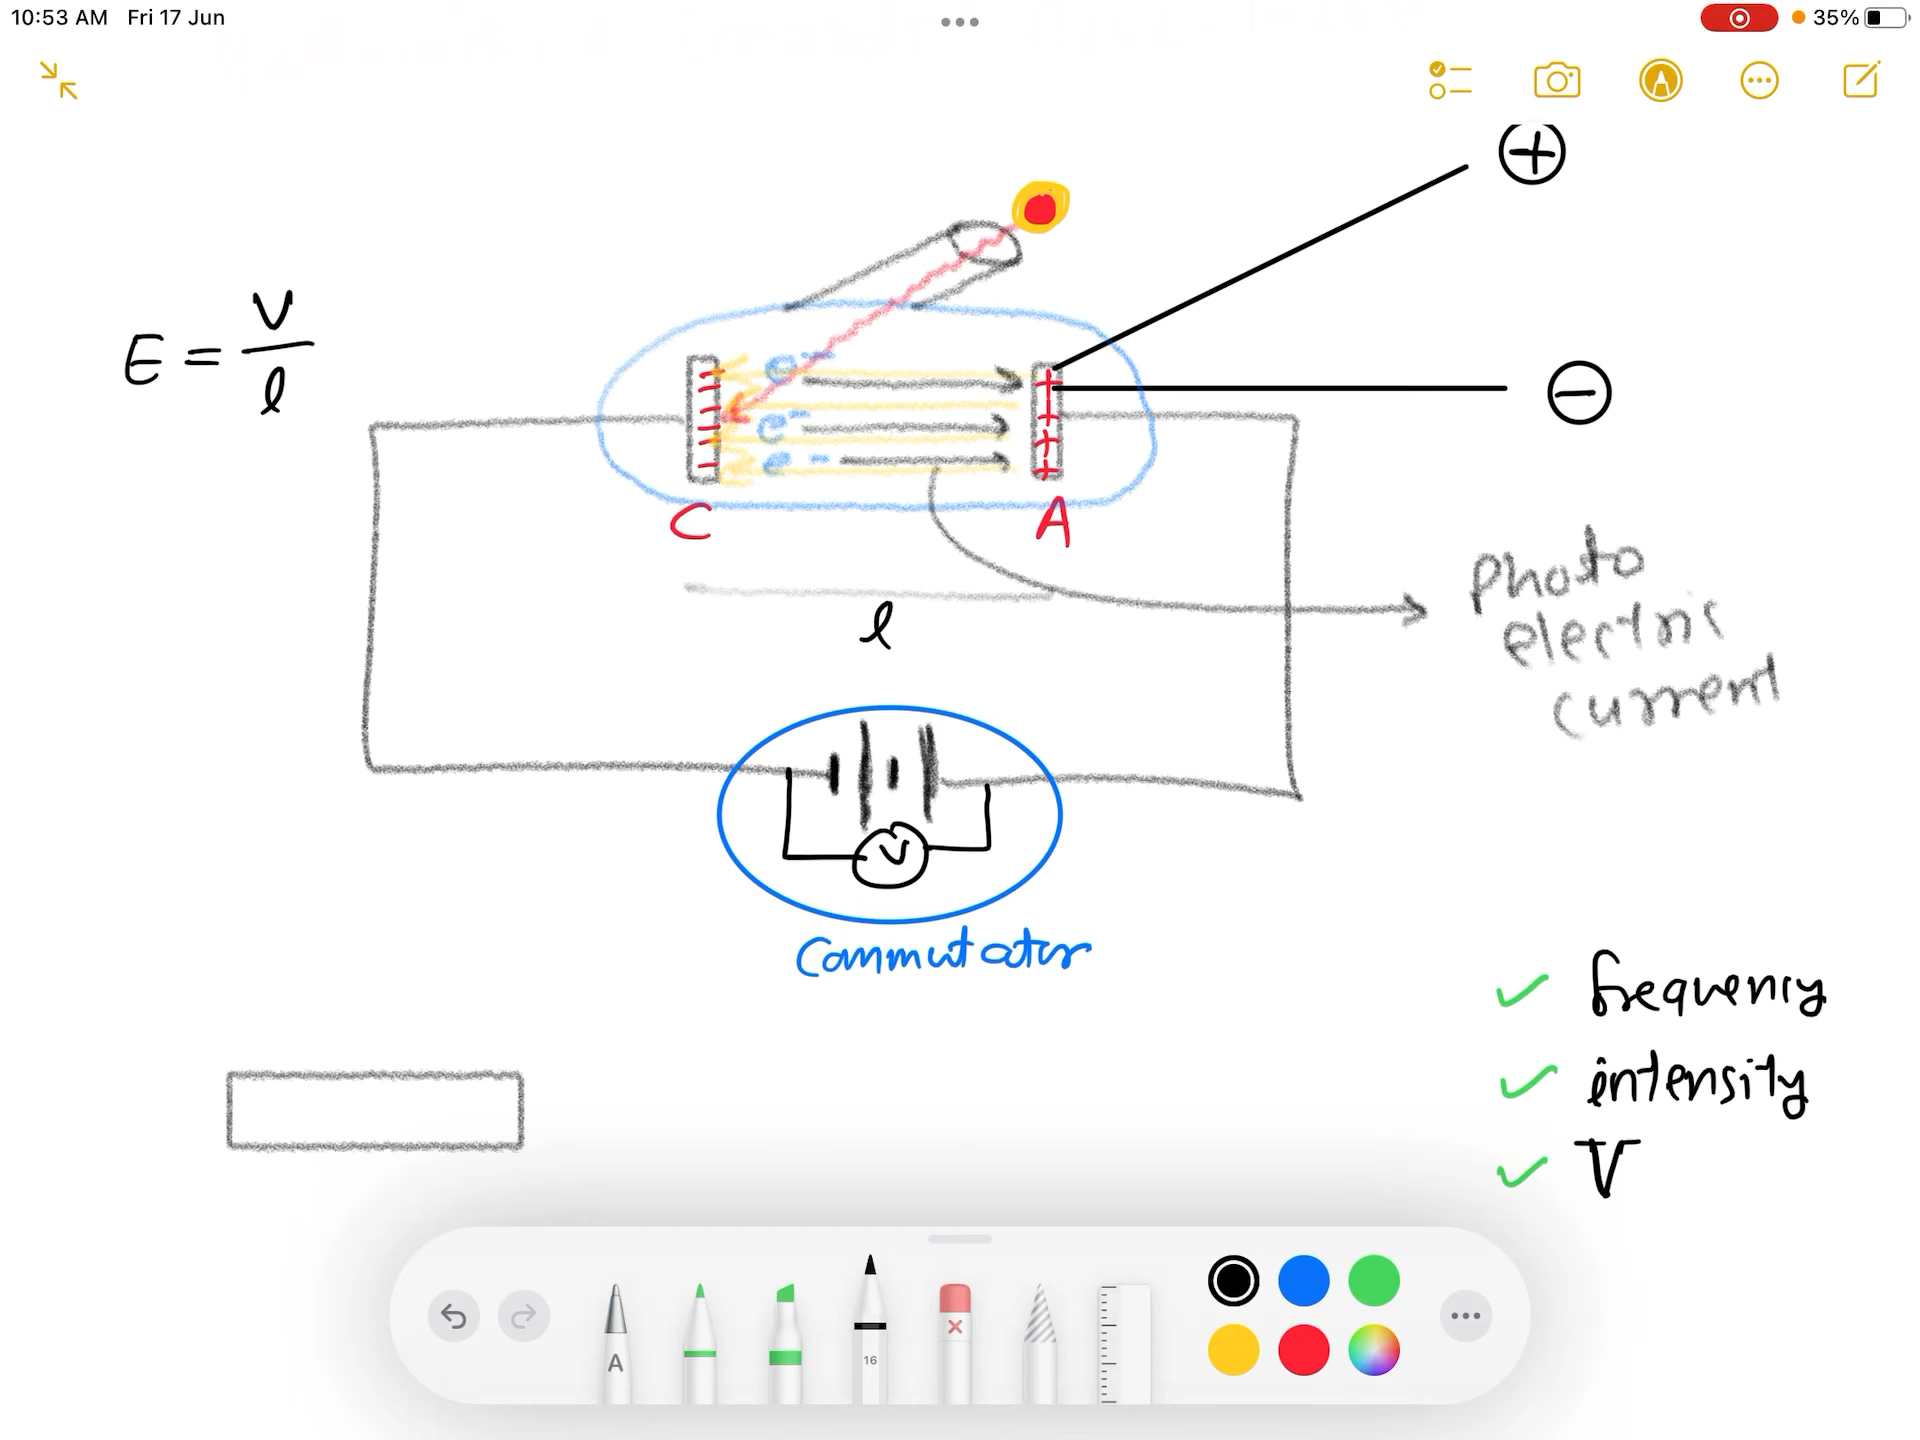 10:53 AM Fri 17 Jun
35%
+
E = V / l
−
e⁻
e⁻
e⁻
C
A
l
Photo
electric
current
V
Commutator
frequency
intensity
V
A
16